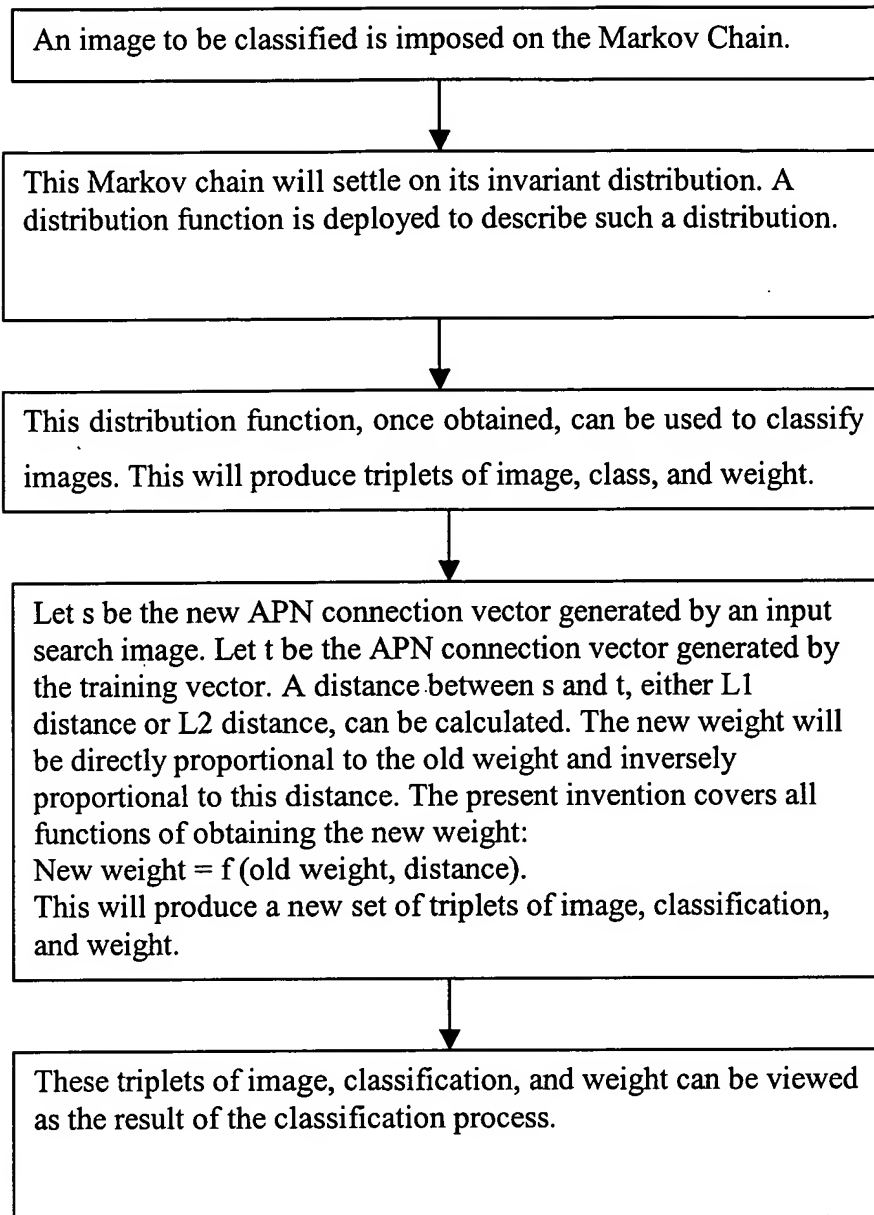 An image to be classified is imposed on the Markov Chain.
This Markov chain will settle on its invariant distribution. A
distribution function is deployed to describe such a distribution.
This distribution function, once obtained, can be used to classify
images. This will produce triplets of image, class, and weight.
Let s be the new APN connection vector generated by an input
search image. Let t be the APN connection vector generated by
the training vector. A distance between s and t, either L1
distance or L2 distance, can be calculated. The new weight will
be directly proportional to the old weight and inversely
proportional to this distance. The present invention covers all
functions of obtaining the new weight:
New weight = f (old weight, distance).
This will produce a new set of triplets of image, classification,
and weight.
These triplets of image, classification, and weight can be viewed
as the result of the classification process.